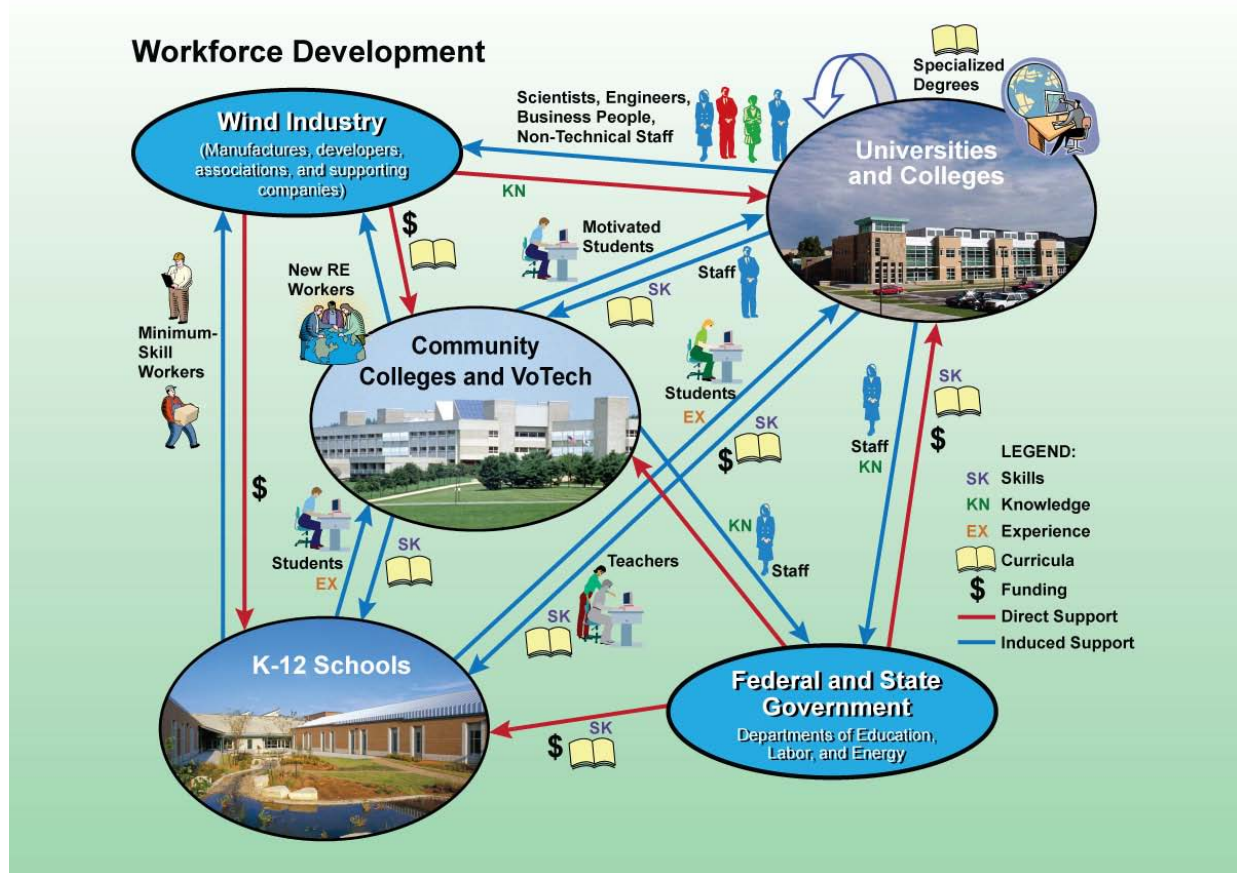 Workforce Development
Specialized
Degrees
Scientists, Engineers,
Business People,
Non-Technical Staff
Wind Industry
(Manufactures, developers,
associations, and supporting
companies)
Universities
and Colleges
KN
$
Motivated
Students
SK
Staff
New RE
Workers
Minimum-
Skill
Workers
Community
Colleges and VoTech
Students
EX
SK
$
SK
$
Staff
KN
LEGEND:
SK Skills
KN Knowledge
EX Experience
Curricula
$ Funding
Direct Support
Induced Support
$
Students
EX
SK
KN
Staff
Teachers
SK
K-12 Schools
Federal and State
Government
Departments of Education,
Labor, and Energy
$
SK